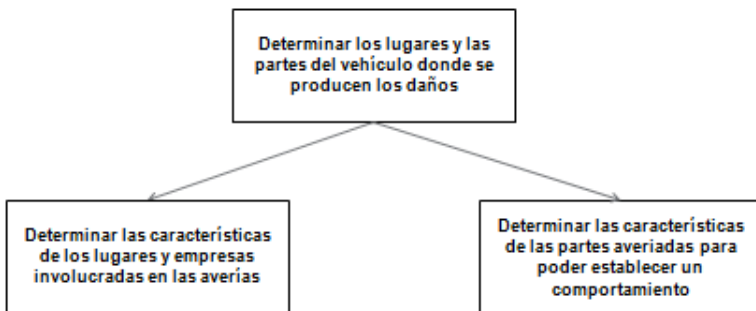 Determinar los lugares y las
partes del vehículo donde se
producen los daños
Determinar las características
de los lugares y empresas
involucradas en las averías
Determinar las características
de las partes averiadas para
poder establecer un
comportamiento